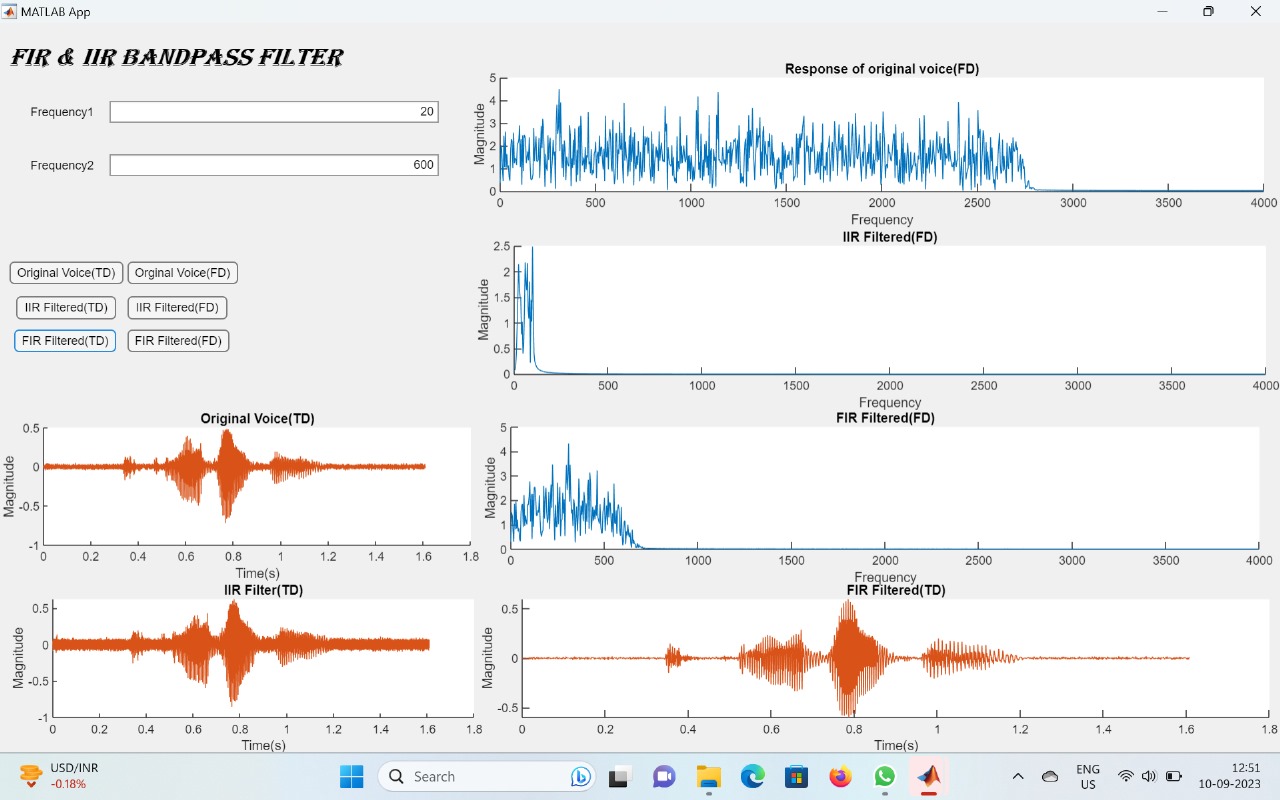 MATLAB App
FIR & IIR BANDPASS FILTER
Frequency1 20
Frequency2 600
Original Voice(TD) Orginal Voice(FD)
IIR Filtered(TD) IIR Filtered(FD)
FIR Filtered(TD) FIR Filtered(FD)
Response of original voice(FD)
Magnitude
5
4
3
2
1
0
0 500 1000 1500 2000 2500 3000 3500 4000
Frequency
IIR Filtered(FD)
Magnitude
2.5
2
1.5
1
0.5
0
0 500 1000 1500 2000 2500 3000 3500 4000
Frequency
FIR Filtered(FD)
Magnitude
5
4
3
2
1
0
0 500 1000 1500 2000 2500 3000 3500 4000
Frequency
Original Voice(TD)
Magnitude
0.5
0
-0.5
-1
0 0.2 0.4 0.6 0.8 1 1.2 1.4 1.6 1.8
Time(s)
IIR Filter(TD)
Magnitude
0.5
0
-0.5
-1
0 0.2 0.4 0.6 0.8 1 1.2 1.4 1.6 1.8
Time(s)
FIR Filtered(TD)
Magnitude
0.5
0
-0.5
0 0.2 0.4 0.6 0.8 1 1.2 1.4 1.6 1.8
Time(s)
USD/INR
-0.18%
Search
ENG
US
12:51
10-09-2023